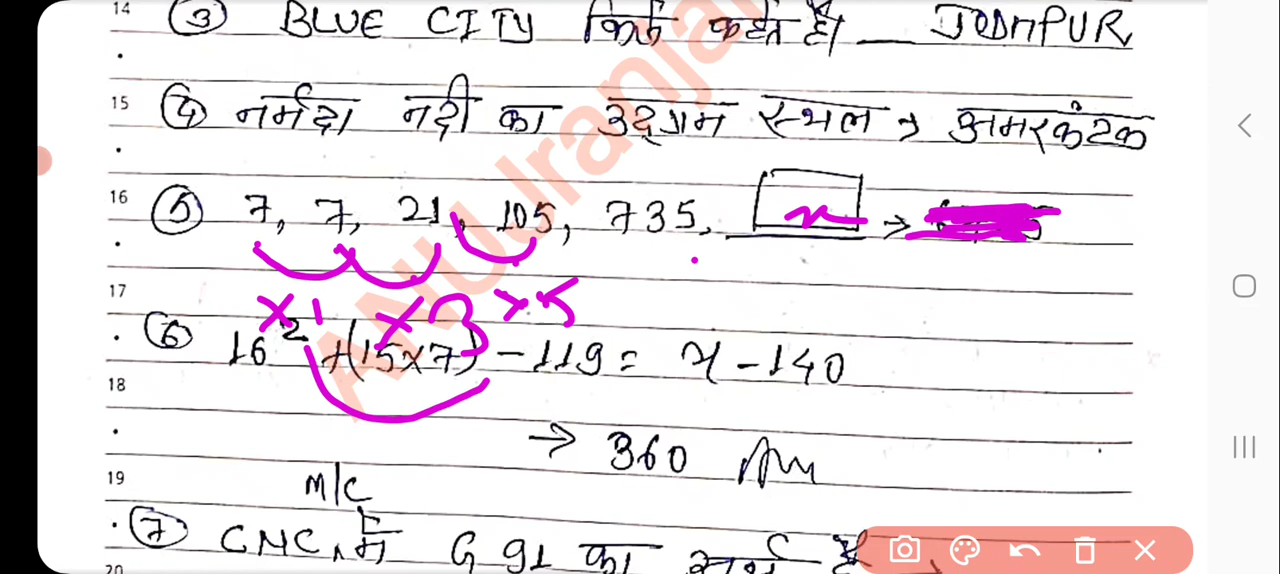 14 ③ BLUE CITY किसे कहते है। — JODHPUR
15 ④ नर्मदा नदी का उद्गम स्थल → अमरकंटक
16 ⑤ 7, 7, 21, 105, 735, x →
×1 ×3 ×5
17
⑥ 16² +(15×7) -119 = x - 140
18
→ 360 Ans
19 M/C
⑦ CNC में G 91 का कार्य है
20
ANUranjan